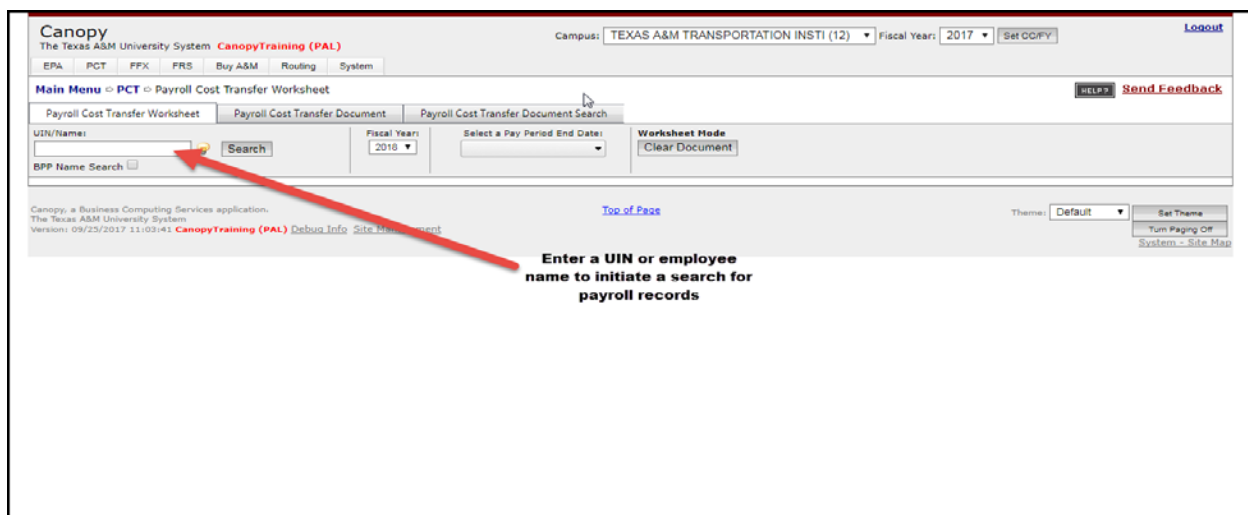 Canopy
The Texas A&M University System CanopyTraining (PAL)
Campus: TEXAS A&M TRANSPORTATION INSTI (12) Fiscal Year: 2017 Set CC/FY
Logout
EPA PCT FFX FRS Buy A&M Routing System
Main Menu ⇨ PCT ⇨ Payroll Cost Transfer Worksheet
HELP? Send Feedback
Payroll Cost Transfer Worksheet Payroll Cost Transfer Document Payroll Cost Transfer Document Search
UIN/Name: Fiscal Year: Select a Pay Period End Date: Worksheet Mode
Search 2018 Clear Document
BPP Name Search
Canopy, a Business Computing Services application.
The Texas A&M University System
Version: 09/25/2017 11:03:41 CanopyTraining (PAL) Debug Info Site
Top of Page
Theme: Default Set Theme
Turn Paging Off
System - Site Map
Enter a UIN or employee
name to initiate a search for
payroll records